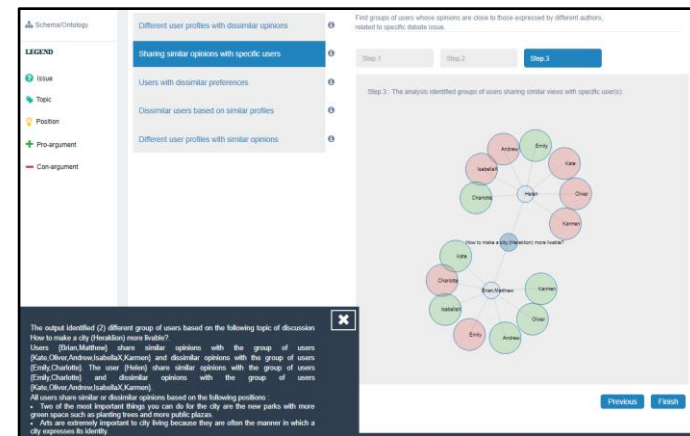 Schema/Ontology
LEGEND
Issue
Topic
Position
Pro-argument
Con-argument
Different user profiles with dissimilar opinions
Sharing similar opinions with specific users
Users with dissimilar preferences
Dissimilar users based on similar profiles
Different user profiles with similar opinions
Find groups of users whose opinions are close to those expressed by different authors,
related to specific debate issue.
Step.1
Step.2
Step.3
Step.3 : The analysis identified groups of users sharing similar views with specific user(s).
Andrew
Emily
IsabellaX
Kate
Charlotte
Helen
Oliver
Karmen
How to make a city (Heraklion) more livable?
Kate
Charlotte
Brian,Matthew
Karmen
IsabellaX
Oliver
Emily
Andrew
The output identified (2) different group of users based on the following topic of discussion
How to make a city (Heraklion) more livable?.
Users {Brian,Matthew} share similar opinions with the group of users
{Kate,Oliver,Andrew,IsabellaX,Karmen} and dissimilar opinions with the group of users
{Emily,Charlotte}. The user {Helen} share similar opinions with the group of users
{Emily,Charlotte} and dissimilar opinions with the group of users
{Kate,Oliver,Andrew,IsabellaX,Karmen}.
All users share similar or dissimilar opinions based on the following positions :
• Two of the most important things you can do for the city are the new parks with more
green space such as planting trees and more public plazas.
• Arts are extremely important to city living because they are often the manner in which a
city expresses its identity.
Previous
Finish